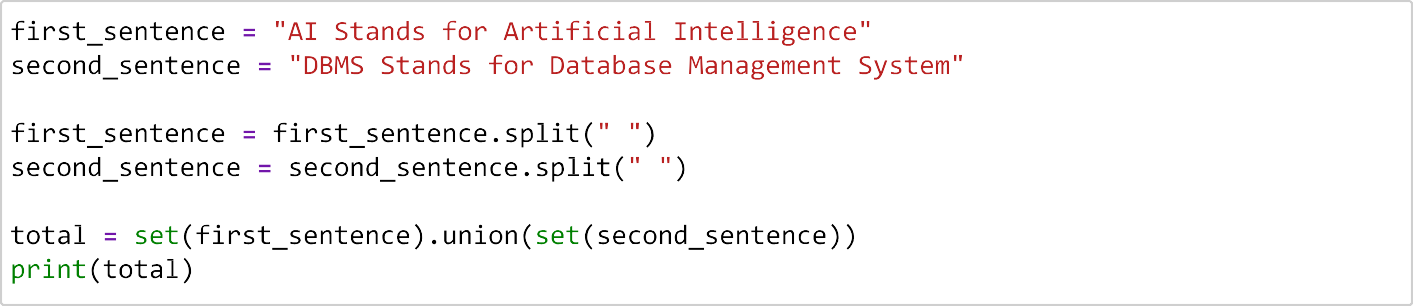 first_sentence = "AI Stands for Artificial Intelligence"
second_sentence = "DBMS Stands for Database Management System"
first_sentence = first_sentence.split(" ")
second_sentence = second_sentence.split(" ")
total = set(first_sentence).union(set(second_sentence))
print(total)